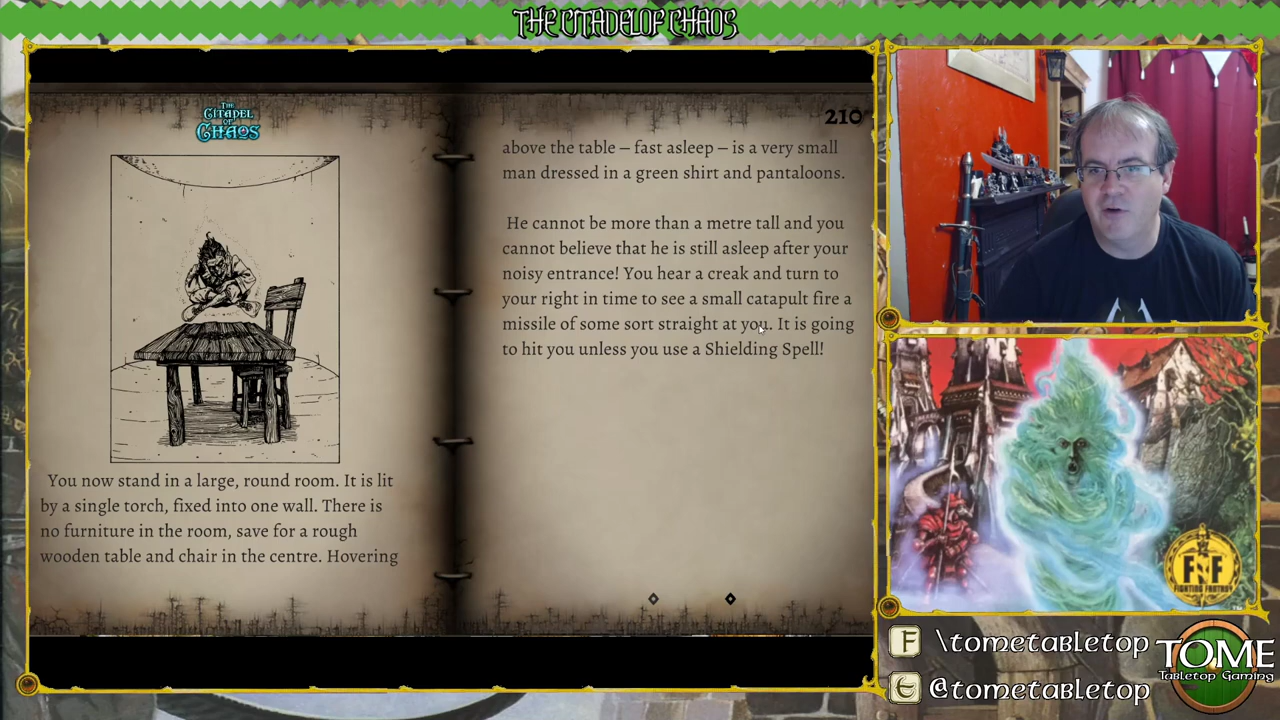 THE CITADEL OF CHAOS
THE
CITADEL
OF
CHAOS
You now stand in a large, round room. It is lit
by a single torch, fixed into one wall. There is
no furniture in the room, save for a rough
wooden table and chair in the centre. Hovering
210
above the table – fast asleep – is a very small
man dressed in a green shirt and pantaloons.
He cannot be more than a metre tall and you
cannot believe that he is still asleep after your
noisy entrance! You hear a creak and turn to
your right in time to see a small catapult fire a
missile of some sort straight at you. It is going
to hit you unless you use a Shielding Spell!
FF
FIGHTING FANTASY
F \tometabletop
@tometabletop
TOME
Tabletop Gaming